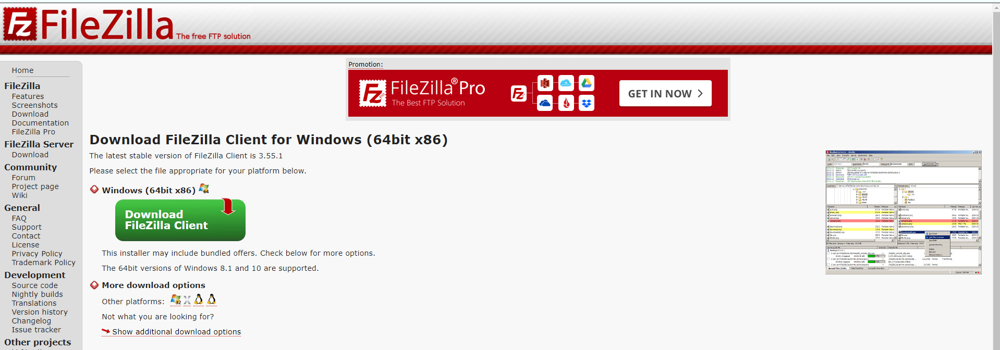 FileZilla The free FTP solution
Home
FileZilla
Features
Screenshots
Download
Documentation
FileZilla Pro
FileZilla Server
Download
Community
Forum
Project page
Wiki
General
FAQ
Support
Contact
License
Privacy Policy
Trademark Policy
Development
Source code
Nightly builds
Translations
Version history
Changelog
Issue tracker
Other projects
Promotion:
FileZilla® Pro
The Best FTP Solution
GET IN NOW
Download FileZilla Client for Windows (64bit x86)
The latest stable version of FileZilla Client is 3.55.1
Please select the file appropriate for your platform below.
Windows (64bit x86) 64
Download
FileZilla Client
This installer may include bundled offers. Check below for more options.
The 64bit versions of Windows 8.1 and 10 are supported.
More download options
Other platforms: 32
Not what you are looking for?
Show additional download options